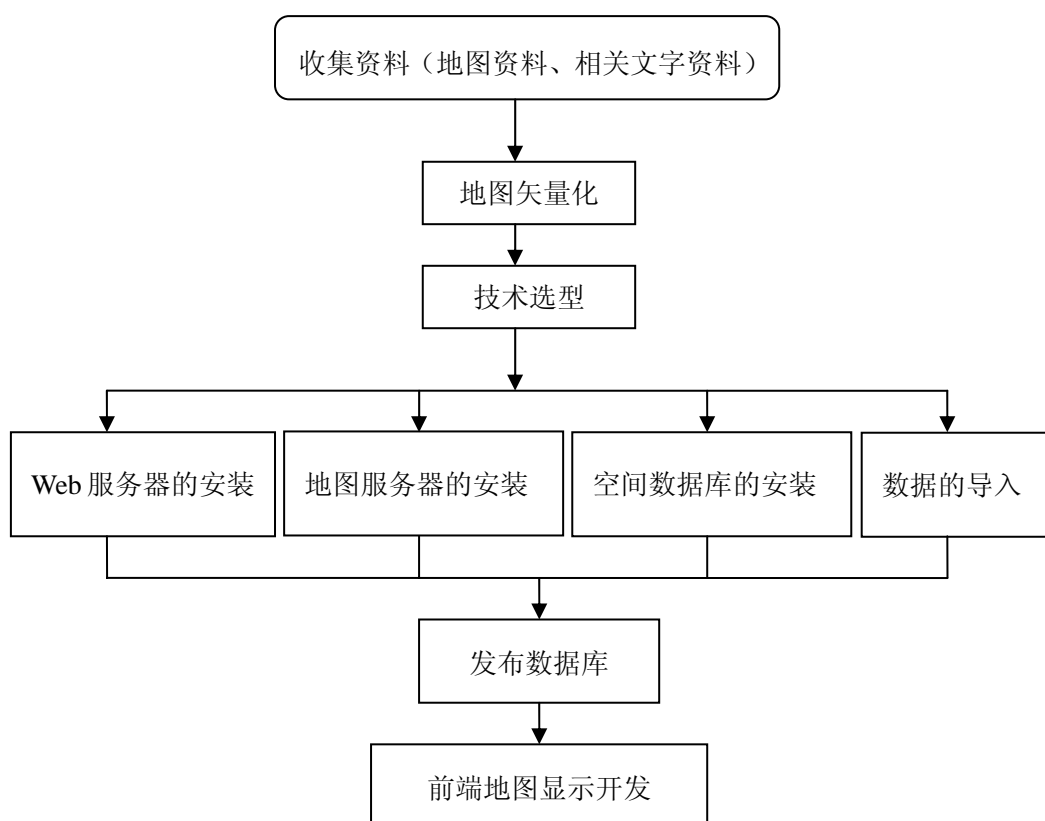 收集资料（地图资料、相关文字资料）
地图矢量化
技术选型
Web 服务器的安装
地图服务器的安装
空间数据库的安装
数据的导入
发布数据库
前端地图显示开发